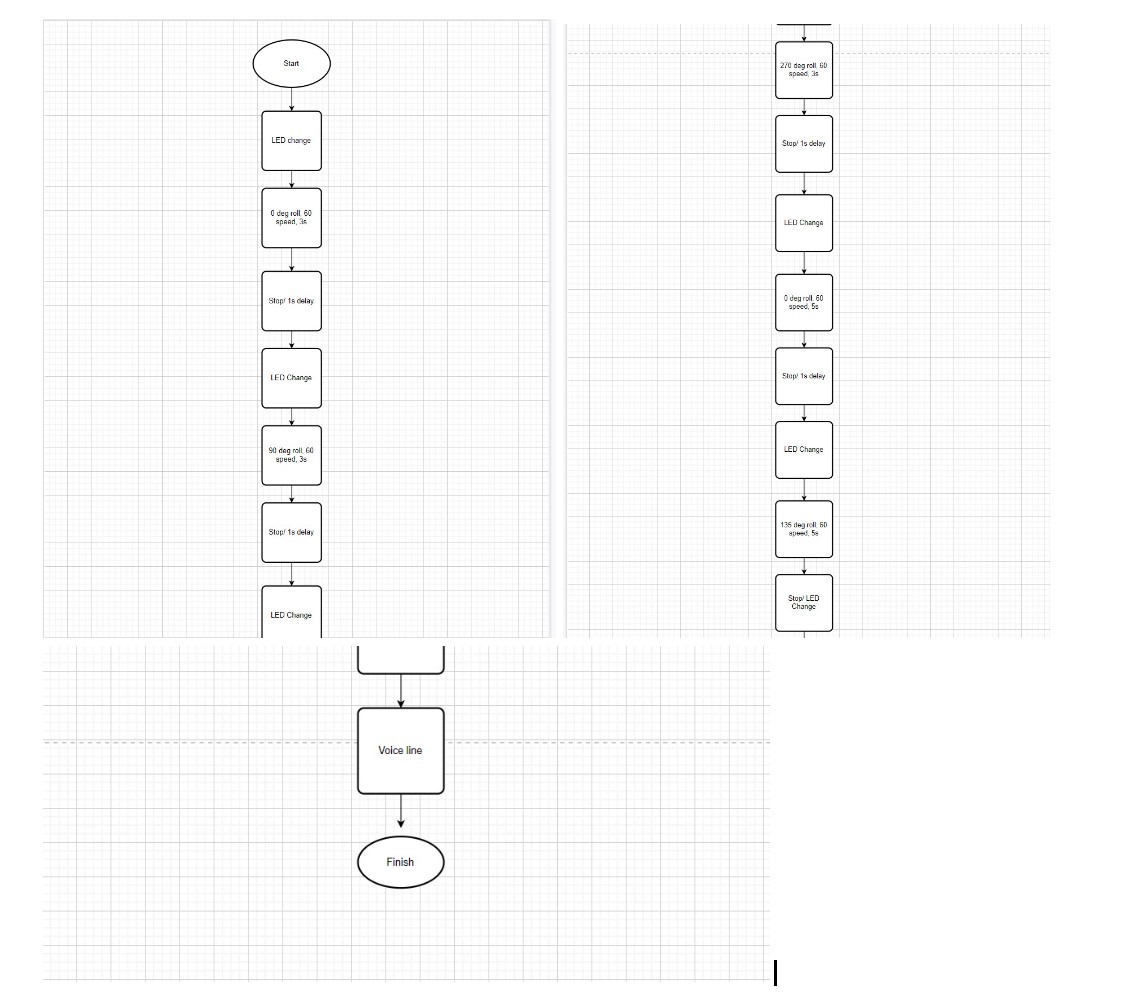 Start
LED change
0 deg roll, 60
speed, 3s
Stop/ 1s delay
LED Change
90 deg roll, 60
speed, 3s
Stop/ 1s delay
LED Change
270 deg roll, 60
speed, 3s
Stop/ 1s delay
LED Change
0 deg roll, 60
speed, 5s
Stop/ 1s delay
LED Change
135 deg roll, 60
speed, 5s
Stop/ LED
Change
Voice line
Finish